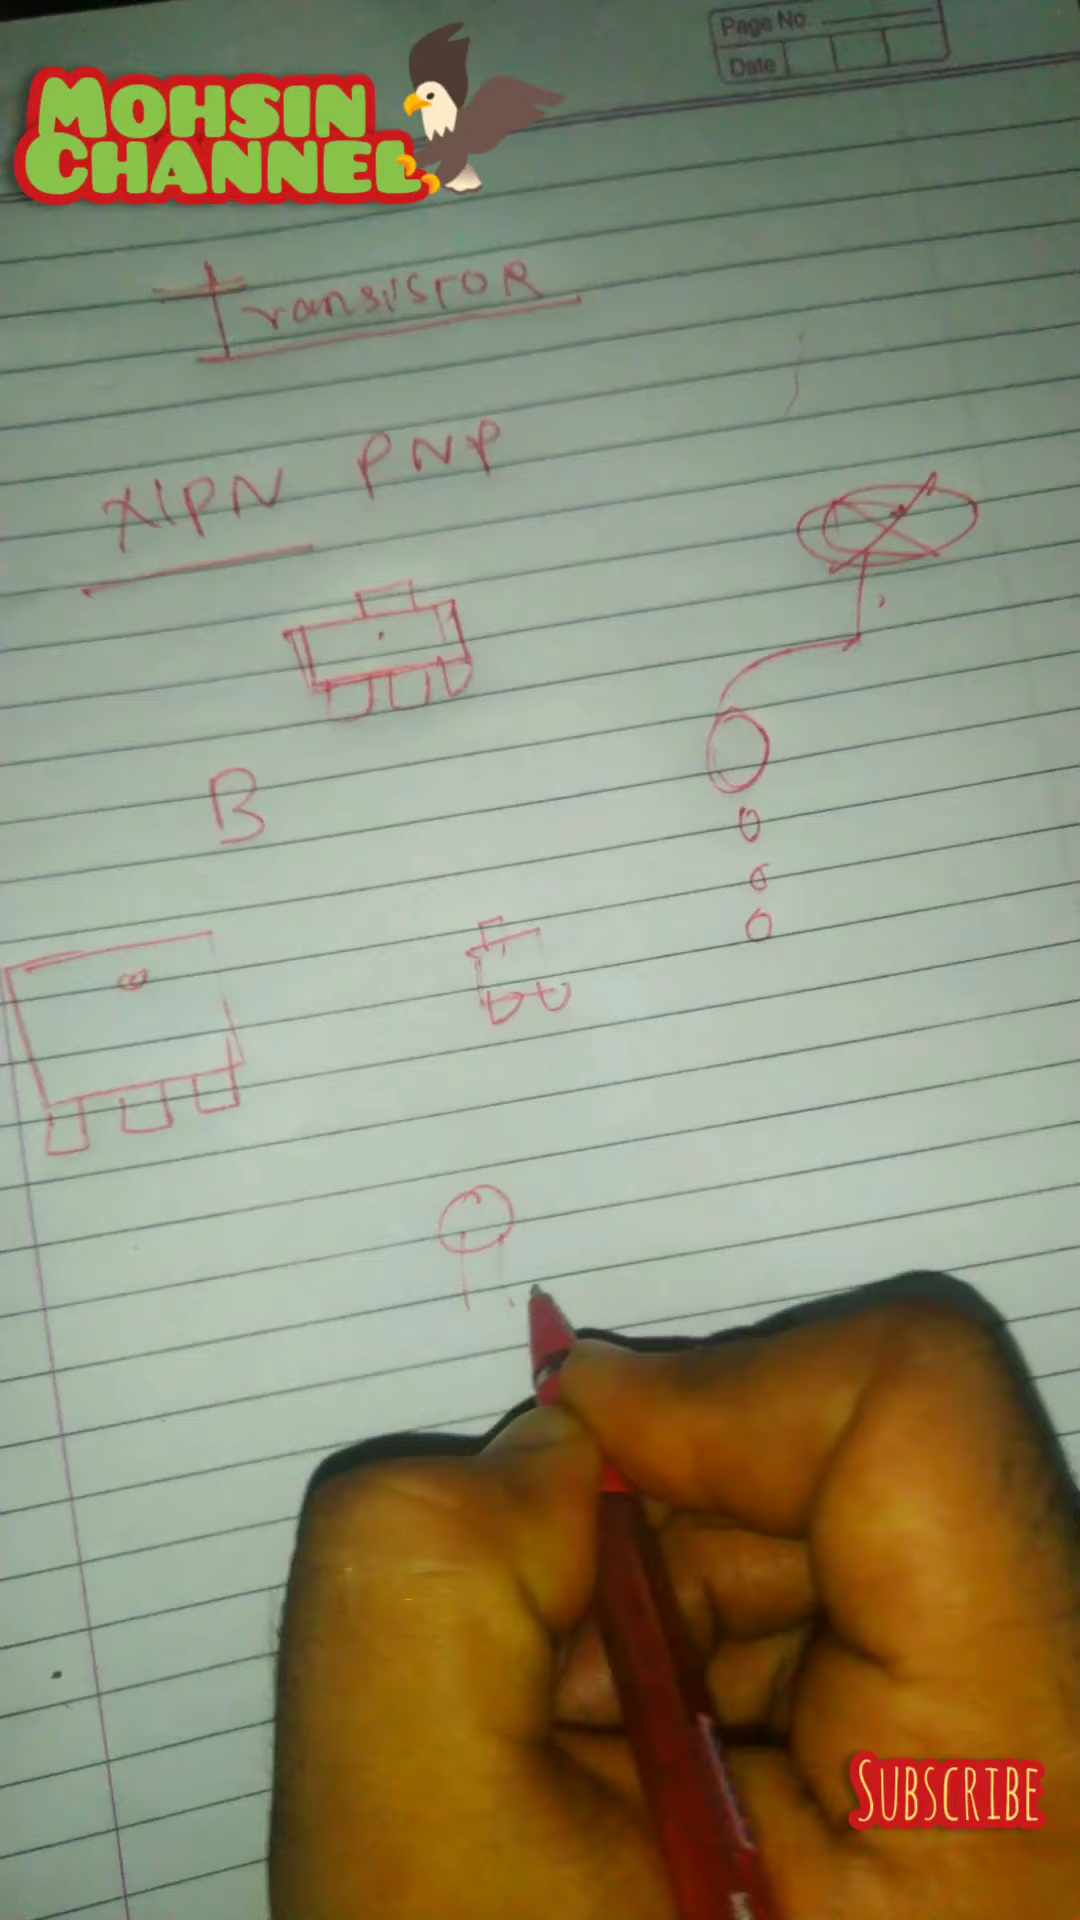 Page No.
Date
MOHSIN
CHANNEL
TransisTOR
NPN PNP
B
SUBSCRIBE